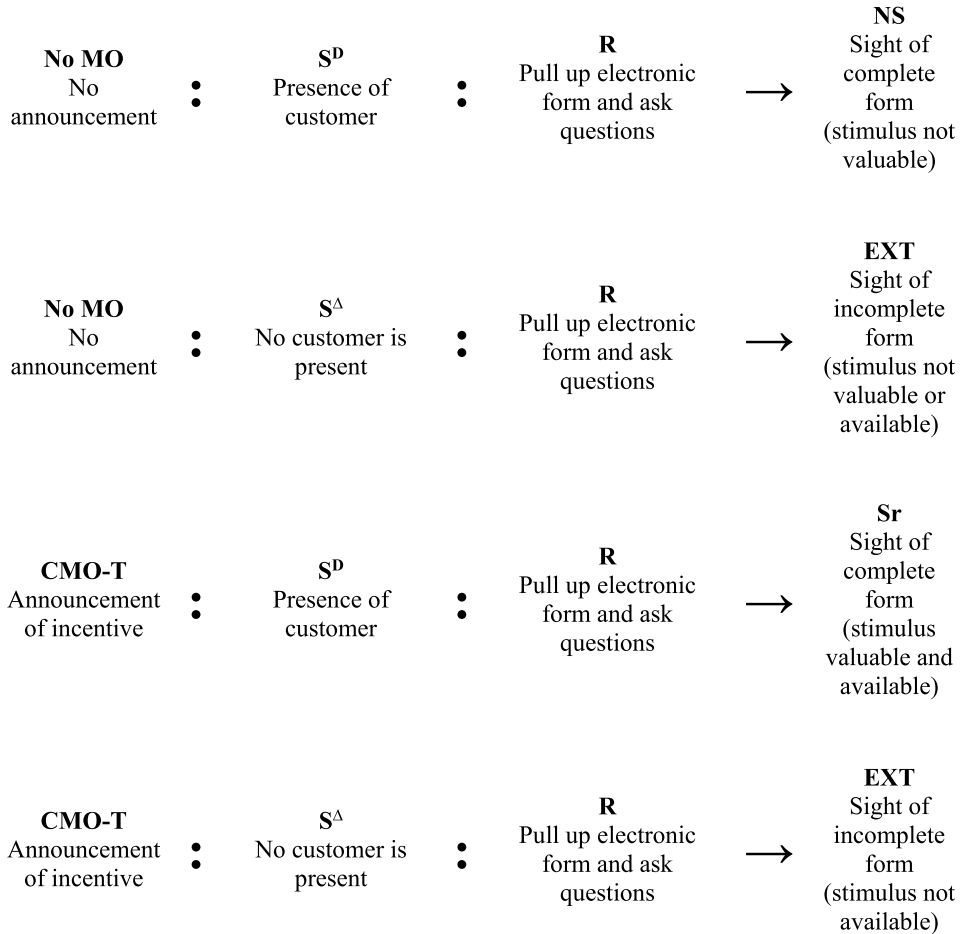 No MO
No
announcement
:
Sᴰ
Presence of
customer
:
R
Pull up electronic
form and ask
questions
→
NS
Sight of
complete
form
(stimulus not
valuable)
No MO
No
announcement
:
S^Δ
No customer is
present
:
R
Pull up electronic
form and ask
questions
→
EXT
Sight of
incomplete
form
(stimulus not
valuable or
available)
CMO-T
Announcement
of incentive
:
Sᴰ
Presence of
customer
:
R
Pull up electronic
form and ask
questions
→
Sr
Sight of
complete
form
(stimulus
valuable and
available)
CMO-T
Announcement
of incentive
:
S^Δ
No customer is
present
:
R
Pull up electronic
form and ask
questions
→
EXT
Sight of
incomplete
form
(stimulus not
available)